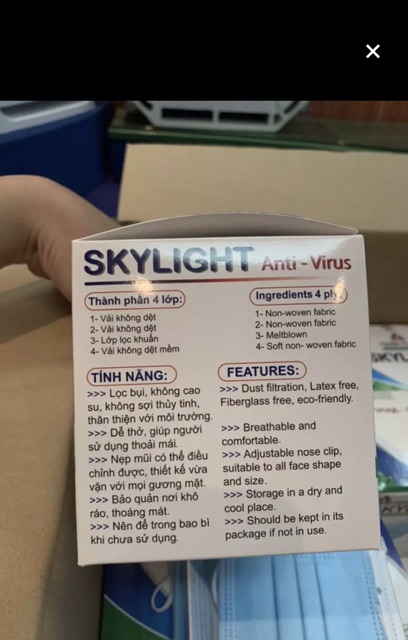 SKYLIGHT Anti - Virus
Thành phần 4 lớp:
1- Vải không dệt
2- Vải không dệt
3- Lớp lọc khuẩn
4- Vải không dệt mềm
TÍNH NĂNG:
>>> Lọc bụi, không cao
su, không sợi thủy tinh,
thân thiện với môi trường.
>>> Dễ thở, giúp người
sử dụng thoải mái.
>>> Nẹp mũi có thể điều
chỉnh được, thiết kế vừa
vặn với mọi gương mặt.
>>> Bảo quản nơi khô
ráo, thoáng mát.
>>> Nên để trong bao bì
khi chưa sử dụng.
Ingredients 4 ply:
1- Non-woven fabric
2- Non-woven fabric
3- Meltblown
4- Soft non- woven fabric
FEATURES:
>>> Dust filtration, Latex free,
Fiberglass free, eco-friendly.
>>> Breathable and
comfortable.
>>> Adjustable nose clip,
suitable to all face shape
and size.
>>> Storage in a dry and
cool place.
>>> Should be kept in its
package if not in use.
SKYL